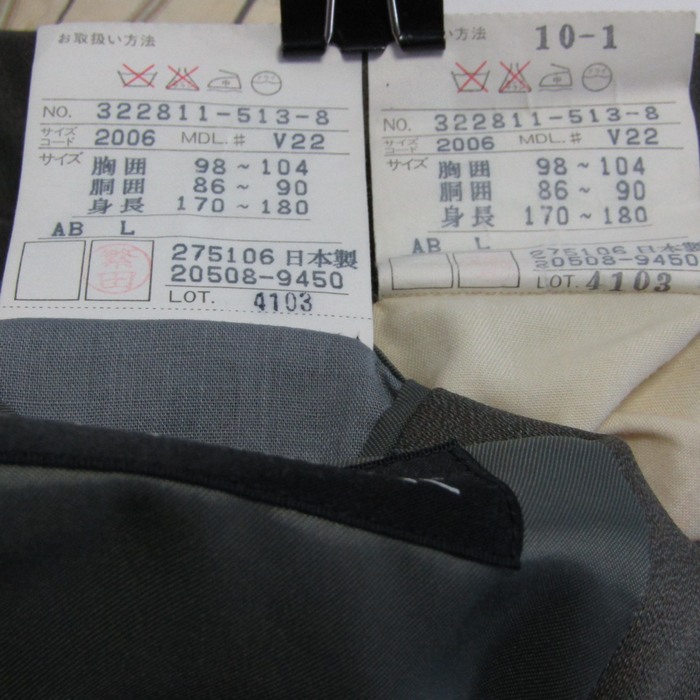 お取扱い方法
NO. 322811-513-8
サイズコード 2006 MDL.# V22
サイズ 胸囲 98~104
胴囲 86~90
身長 170~180
AB L
275106 日本製
20508-9450
LOT. 4103
い方法 10-1
NO. 322811-513-8
サイズコード 2006 MDL.# V22
サイズ 胸囲 98~104
胴囲 86~90
身長 170~180
AB L
275106 日本製
20508-9450
LOT. 4103